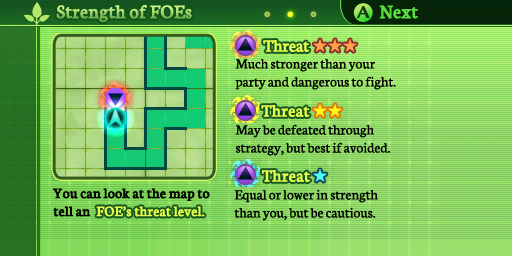 Strength of FOEs
A Next
Threat ★★★
Much stronger than your
party and dangerous to fight.
Threat ★★
May be defeated through
strategy, but best if avoided.
Threat ★
Equal or lower in strength
than you, but be cautious.
You can look at the map to
tell an FOE's threat level.